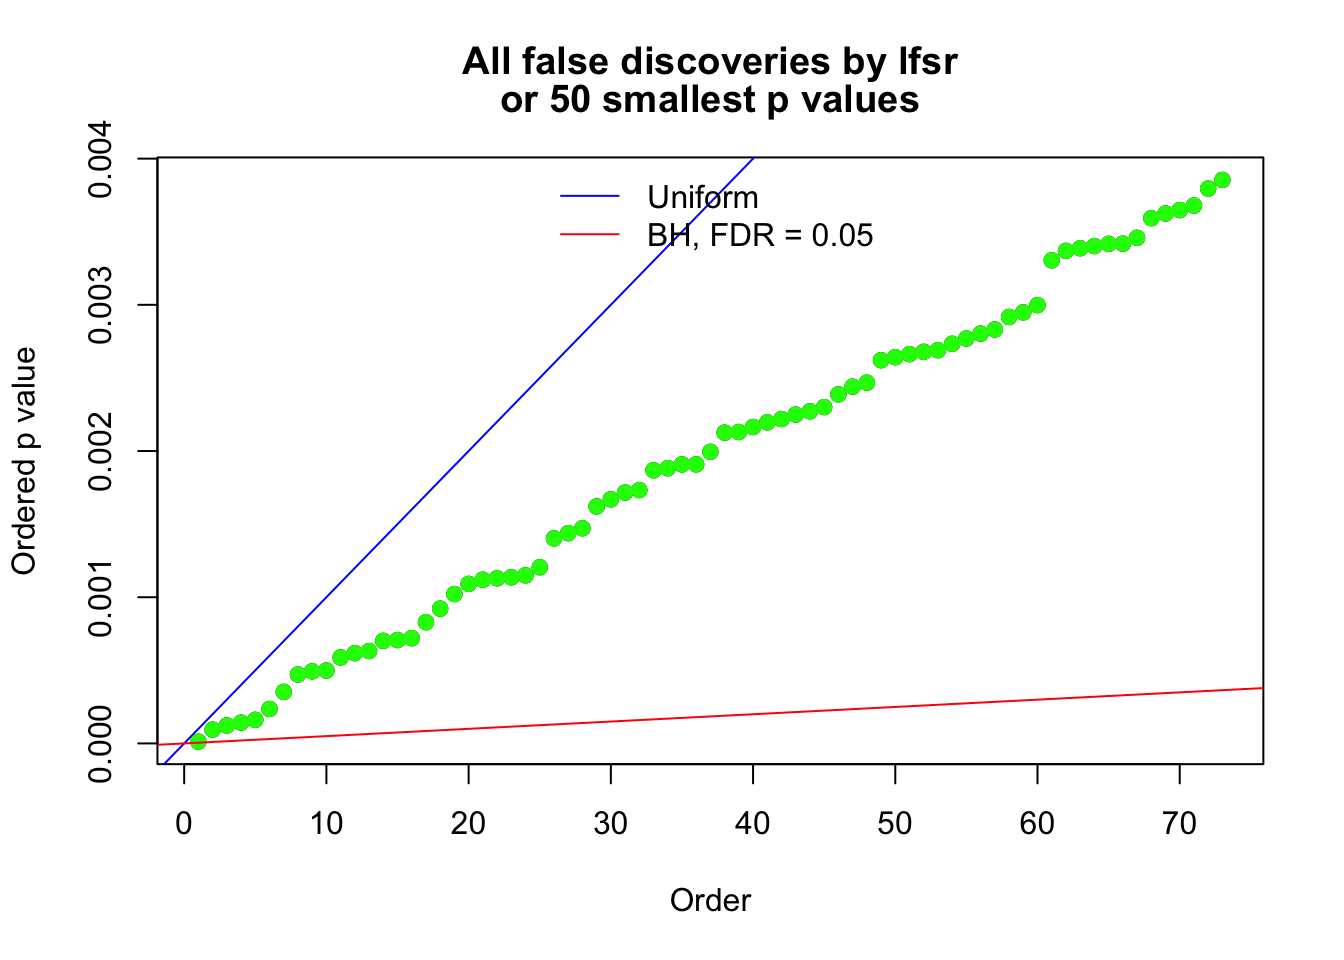 All false discoveries by lfsr
or 50 smallest p values
Uniform
BH, FDR = 0.05
Ordered p value
0.004
0.003
0.002
0.001
0.000
0 10 20 30 40 50 60 70
Order